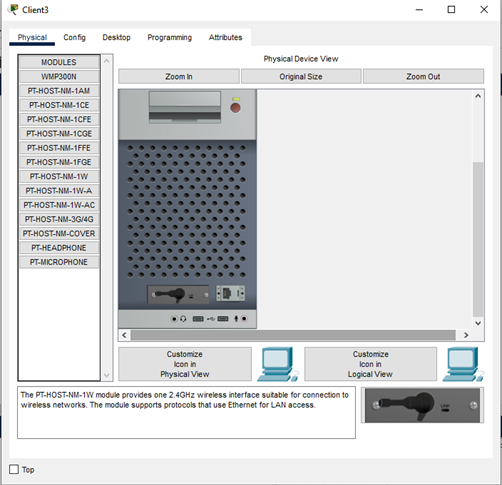 Client3
Physical
Config
Desktop
Programming
Attributes
MODULES
WMP300N
PT-HOST-NM-1AM
PT-HOST-NM-1CE
PT-HOST-NM-1CFE
PT-HOST-NM-1CGE
PT-HOST-NM-1FFE
PT-HOST-NM-1FGE
PT-HOST-NM-1W
PT-HOST-NM-1W-A
PT-HOST-NM-1W-AC
PT-HOST-NM-3G/4G
PT-HOST-NM-COVER
PT-HEADPHONE
PT-MICROPHONE
Physical Device View
Zoom In
Original Size
Zoom Out
Customize
Icon in
Physical View
Customize
Icon in
Logical View
The PT-HOST-NM-1W module provides one 2.4GHz wireless interface suitable for connection to
wireless networks. The module supports protocols that use Ethernet for LAN access.
Top